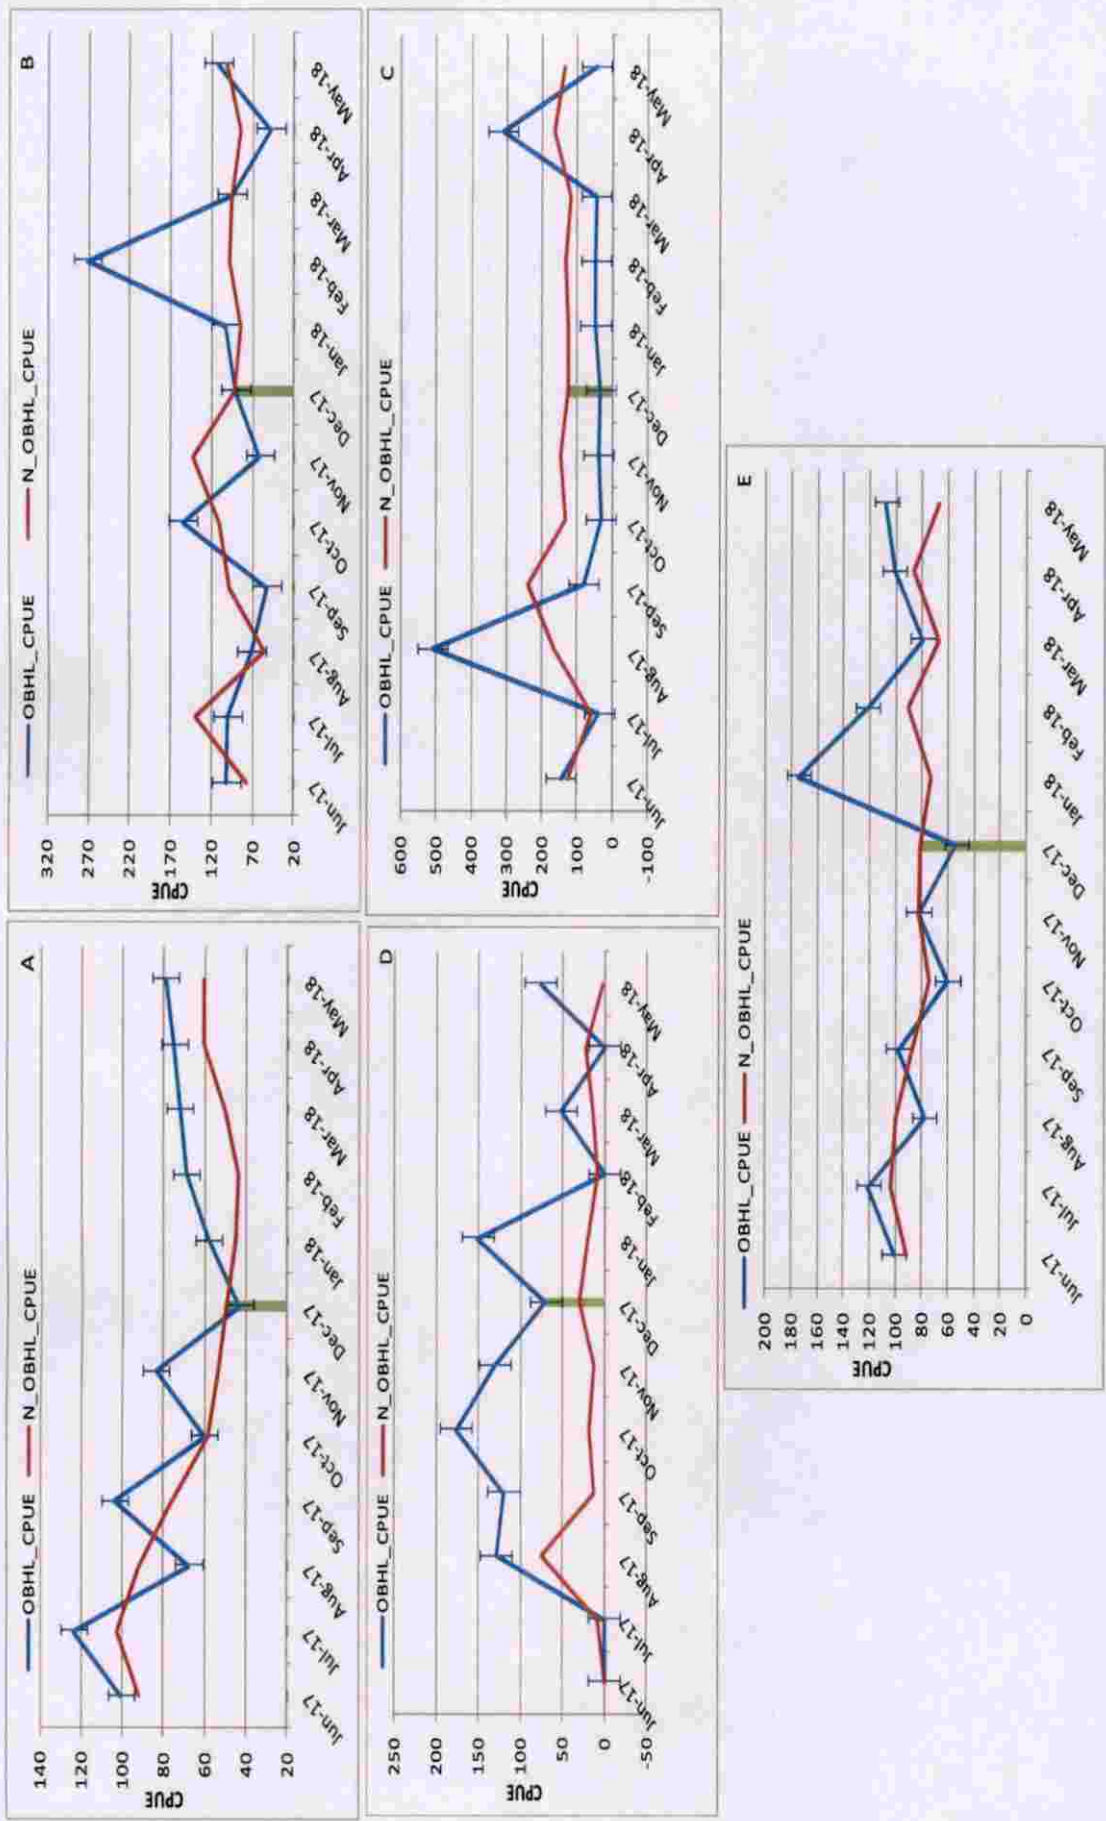 OBHL_CPUE N_OBHL_CPUE A
CPUE
140
120
100
80
60
40
20
Jun-17 Jul-17 Aug-17 Sep-17 Oct-17 Nov-17 Dec-17 Jan-18 Feb-18 Mar-18 Apr-18 May-18
OBHL_CPUE N_OBHL_CPUE B
CPUE
320
270
220
170
120
70
20
Jun-17 Jul-17 Aug-17 Sep-17 Oct-17 Nov-17 Dec-17 Jan-18 Feb-18 Mar-18 Apr-18 May-18
OBHL_CPUE N_OBHL_CPUE D
CPUE
250
200
150
100
50
0
-50
Jun-17 Jul-17 Aug-17 Sep-17 Oct-17 Nov-17 Dec-17 Jan-18 Feb-18 Mar-18 Apr-18 May-18
OBHL_CPUE N_OBHL_CPUE C
CPUE
600
500
400
300
200
100
0
-100
Jun-17 Jul-17 Aug-17 Sep-17 Oct-17 Nov-17 Dec-17 Jan-18 Feb-18 Mar-18 Apr-18 May-18
OBHL_CPUE N_OBHL_CPUE E
CPUE
200
180
160
140
120
100
80
60
40
20
0
Jun-17 Jul-17 Aug-17 Sep-17 Oct-17 Nov-17 Dec-17 Jan-18 Feb-18 Mar-18 Apr-18 May-18